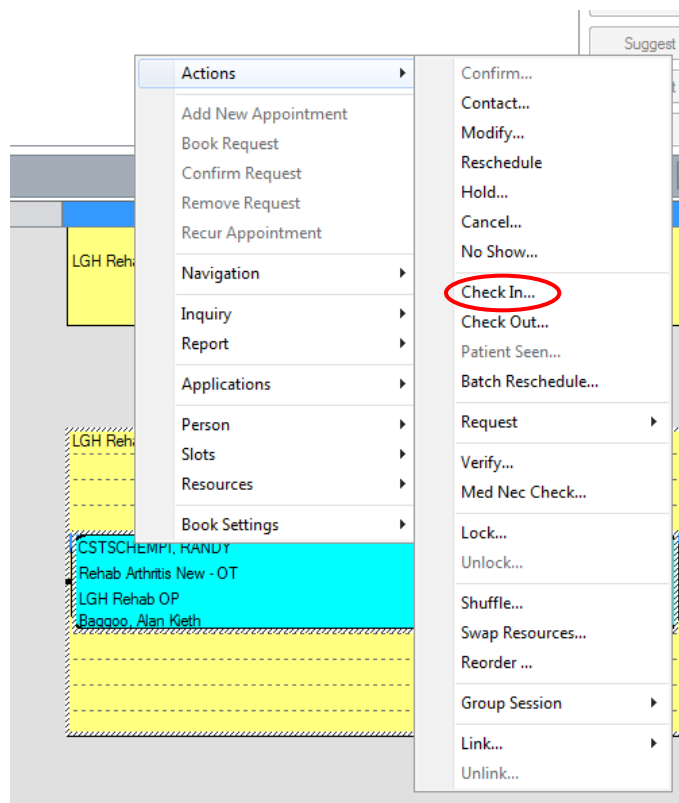 Suggest
Actions
Add New Appointment
Book Request
Confirm Request
Remove Request
Recur Appointment
Navigation
Inquiry
Report
Applications
Person
Slots
Resources
Book Settings
Confirm...
Contact...
Modify...
Reschedule
Hold...
Cancel...
No Show...
Check In...
Check Out...
Patient Seen...
Batch Reschedule...
Request
Verify...
Med Nec Check...
Lock...
Unlock...
Shuffle...
Swap Resources...
Reorder ...
Group Session
Link...
Unlink...
LGH
LGH
CSTSCHEMPI, RANDY
Rehab Arthritis New - OT
LGH Rehab OP
Baggoo, Alan Kieth